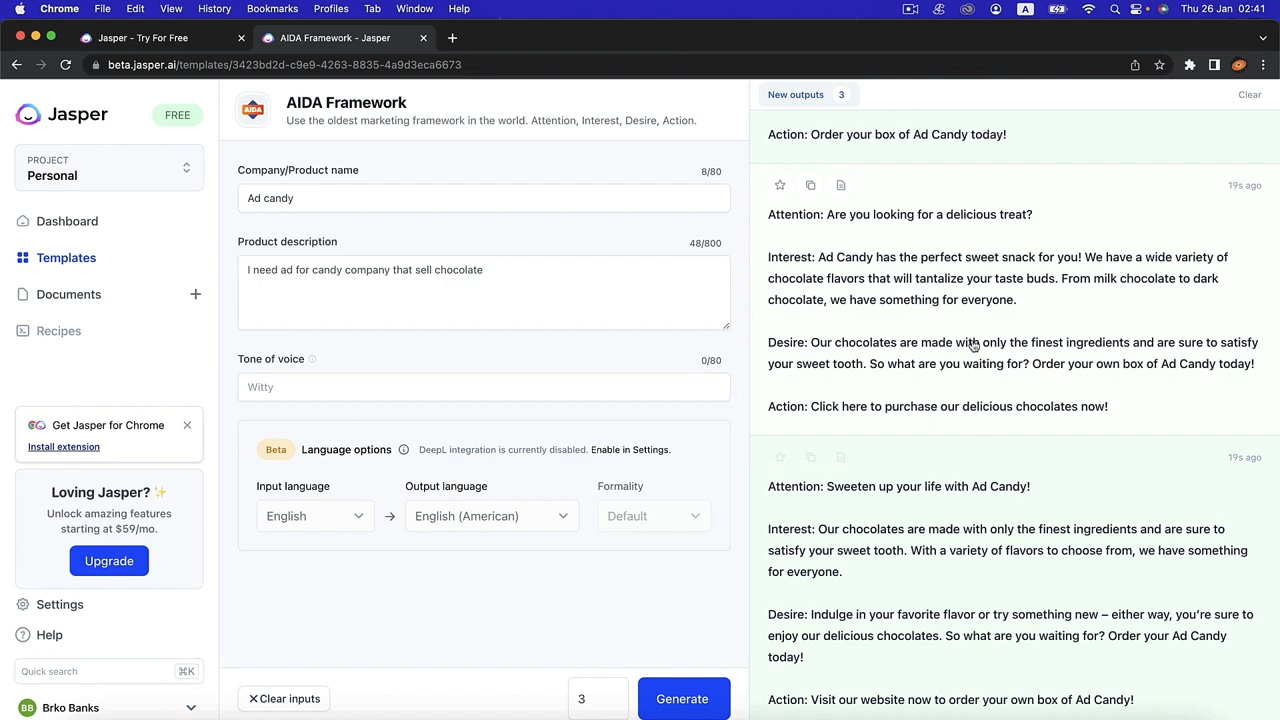 Chrome File Edit View History Bookmarks Profiles Tab Window Help A Thu 26 Jan 02:41
Jasper - Try For Free AIDA Framework - Jasper
beta.jasper.ai/templates/3423bd2d-c9e9-4263-8835-4a9d3eca6673
Jasper FREE
PROJECT
Personal
Dashboard
Templates
Documents
Recipes
Get Jasper for Chrome
Install extension
Loving Jasper?✨
Unlock amazing features
starting at $59/mo.
Upgrade
Settings
Help
Quick search ⌘K
BB Brko Banks
AIDA
AIDA Framework
Use the oldest marketing framework in the world. Attention, Interest, Desire, Action.
Company/Product name 8/80
Ad candy
Product description 48/800
I need ad for candy company that sell chocolate
Tone of voice 0/80
Witty
Beta Language options DeepL integration is currently disabled. Enable in Settings.
Input language Output language Formality
English → English (American) Default
Clear inputs 3 Generate
New outputs 3 Clear
Action: Order your box of Ad Candy today!
19s ago
Attention: Are you looking for a delicious treat?
Interest: Ad Candy has the perfect sweet snack for you! We have a wide variety of
chocolate flavors that will tantalize your taste buds. From milk chocolate to dark
chocolate, we have something for everyone.
Desire: Our chocolates are made with only the finest ingredients and are sure to satisfy
your sweet tooth. So what are you waiting for? Order your own box of Ad Candy today!
Action: Click here to purchase our delicious chocolates now!
19s ago
Attention: Sweeten up your life with Ad Candy!
Interest: Our chocolates are made with only the finest ingredients and are sure to
satisfy your sweet tooth. With a variety of flavors to choose from, we have something
for everyone.
Desire: Indulge in your favorite flavor or try something new – either way, you're sure to
enjoy our delicious chocolates. So what are you waiting for? Order your Ad Candy
today!
Action: Visit our website now to order your own box of Ad Candy!